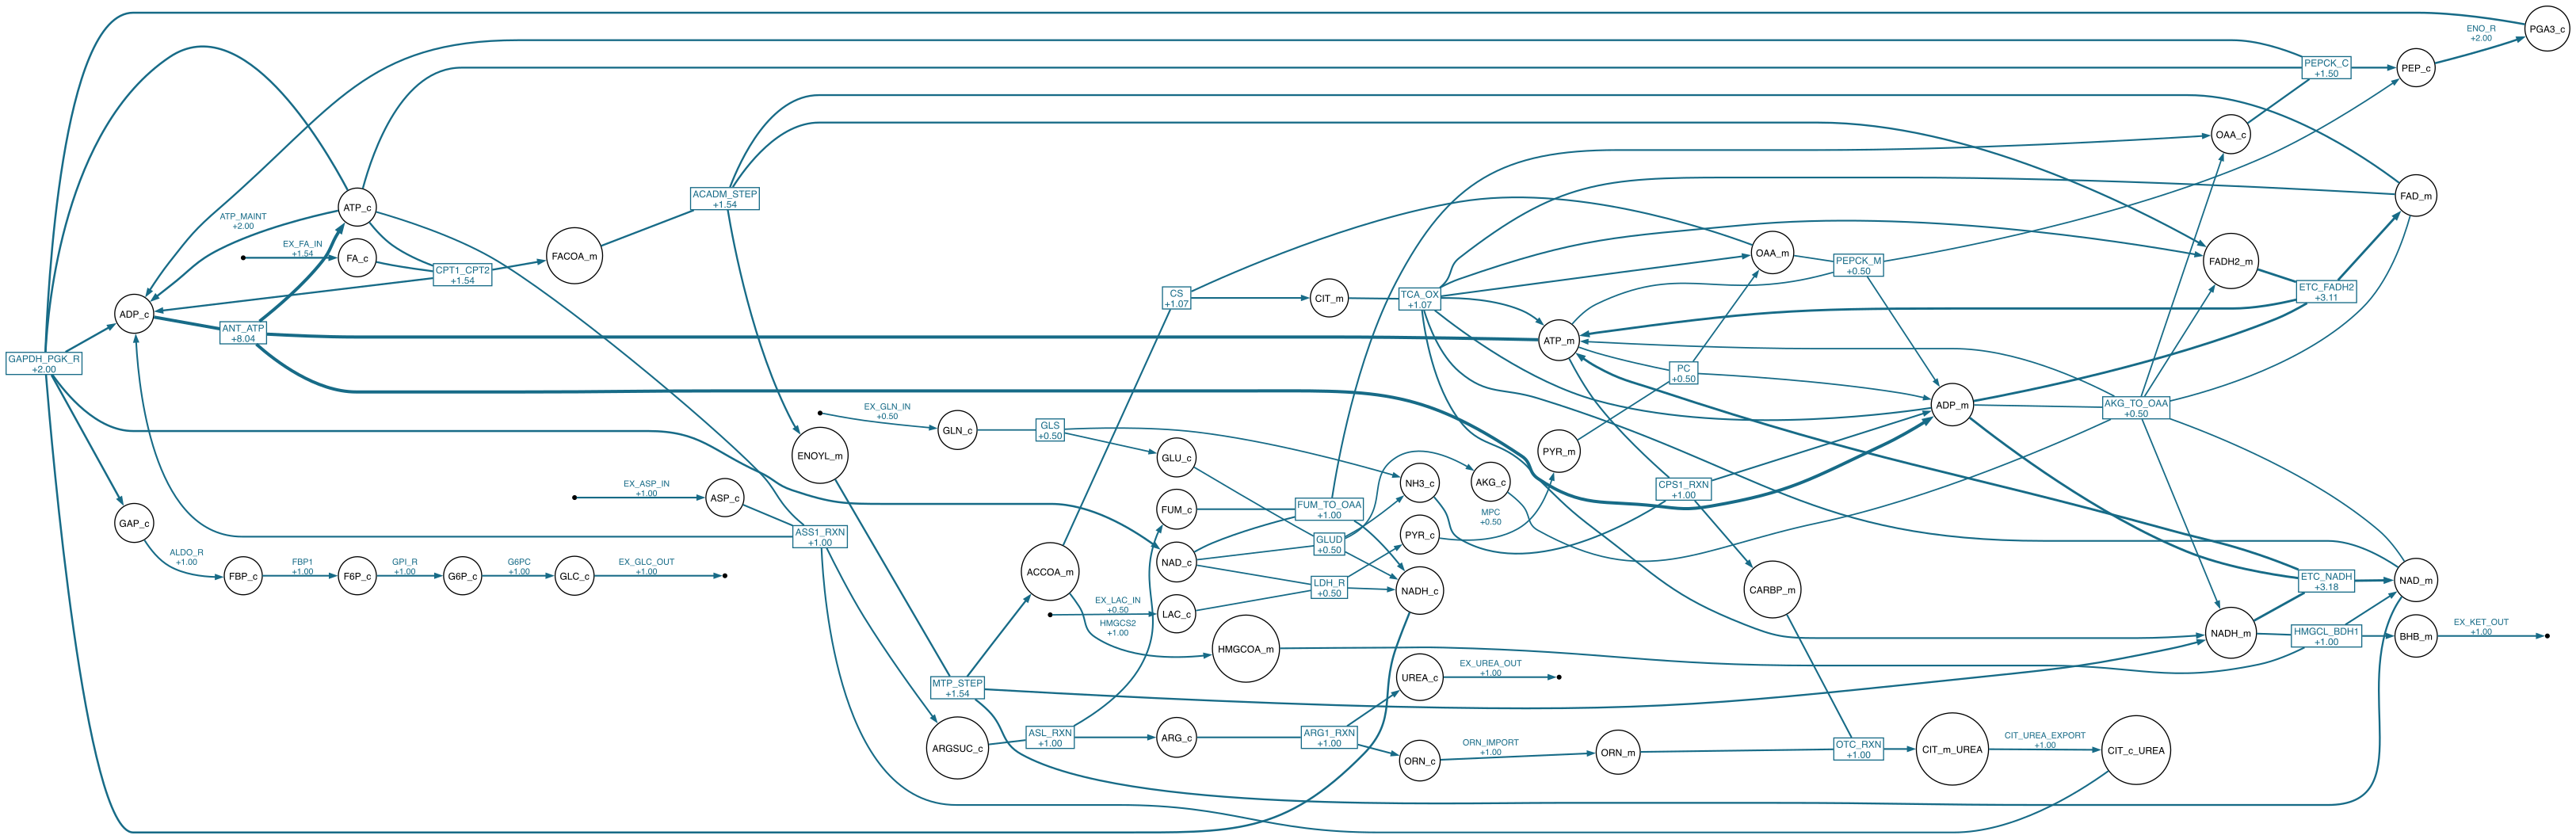 PGA3_c
ENO_R
+2.00
PEPCK_C
+1.50
PEP_c
OAA_c
ACADM_STEP
+1.54
FAD_m
ATP_c
ATP_MAINT
+2.00
EX_FA_IN
+1.54
FA_c
CPT1_CPT2
+1.54
FACOA_m
OAA_m
PEPCK_M
+0.50
FADH2_m
ETC_FADH2
+3.11
CS
+1.07
CIT_m
TCA_OX
+1.07
ADP_c
ANT_ATP
+8.04
ATP_m
GAPDH_PGK_R
+2.00
PC
+0.50
ADP_m
AKG_TO_OAA
+0.50
EX_GLN_IN
+0.50
GLN_c
GLS
+0.50
ENOYL_m
GLU_c
PYR_m
EX_ASP_IN
+1.00
ASP_c
NH3_c
AKG_c
CPS1_RXN
+1.00
FUM_c
FUM_TO_OAA
+1.00
MPC
+0.50
GAP_c
ASS1_RXN
+1.00
GLUD
+0.50
PYR_c
ALDO_R
+1.00
FBP_c
FBP1
+1.00
F6P_c
GPI_R
+1.00
G6P_c
G6PC
+1.00
GLC_c
EX_GLC_OUT
+1.00
ACCOA_m
NAD_c
LDH_R
+0.50
NADH_c
CARBP_m
ETC_NADH
+3.18
NAD_m
EX_LAC_IN
+0.50
LAC_c
HMGCS2
+1.00
HMGCOA_m
NADH_m
HMGCL_BDH1
+1.00
BHB_m
EX_KET_OUT
+1.00
MTP_STEP
+1.54
UREA_c
EX_UREA_OUT
+1.00
ARGSUC_c
ASL_RXN
+1.00
ARG_c
ARG1_RXN
+1.00
ORN_c
ORN_IMPORT
+1.00
ORN_m
OTC_RXN
+1.00
CIT_m_UREA
CIT_UREA_EXPORT
+1.00
CIT_c_UREA